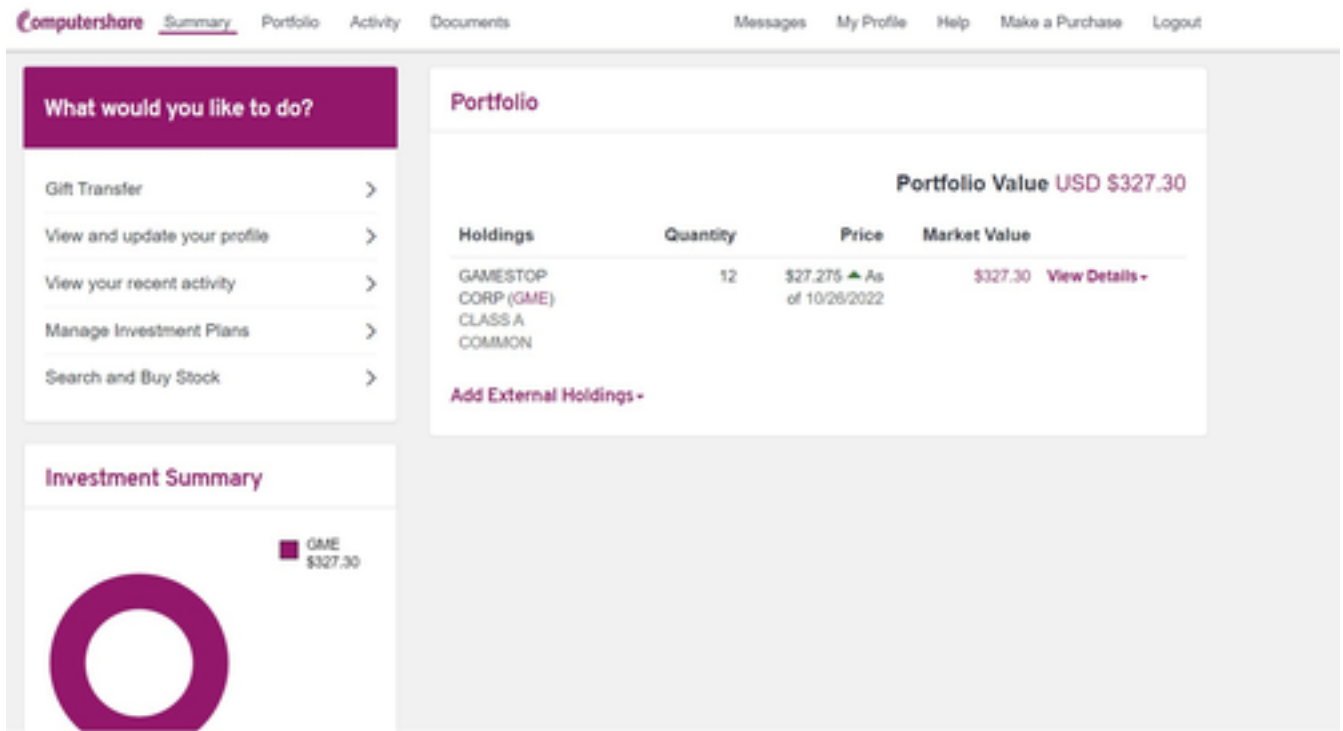 Computershare Summary Portfolio Activity Documents Messages My Profile Help Make a Purchase Logout
What would you like to do?
Gift Transfer
View and update your profile
View your recent activity
Manage Investment Plans
Search and Buy Stock
Investment Summary
GME
$327.30
Portfolio
Portfolio Value USD $327.30
Holdings Quantity Price Market Value
GAMESTOP 12 $27.275 As $327.30 View Details
CORP (GME) of 10/26/2022
CLASS A
COMMON
Add External Holdings